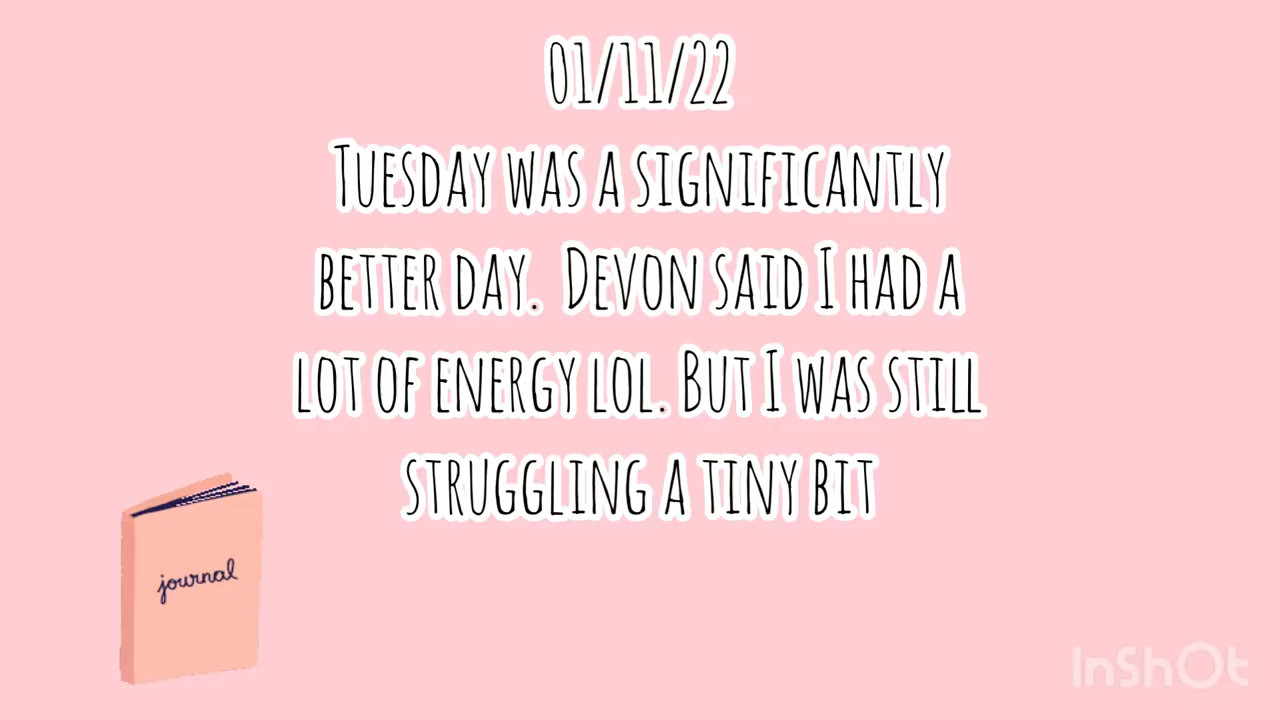 01/11/22
Tuesday was a significantly
better day. Devon said I had a
lot of energy lol. But I was still
struggling a tiny bit
journal
InShOt